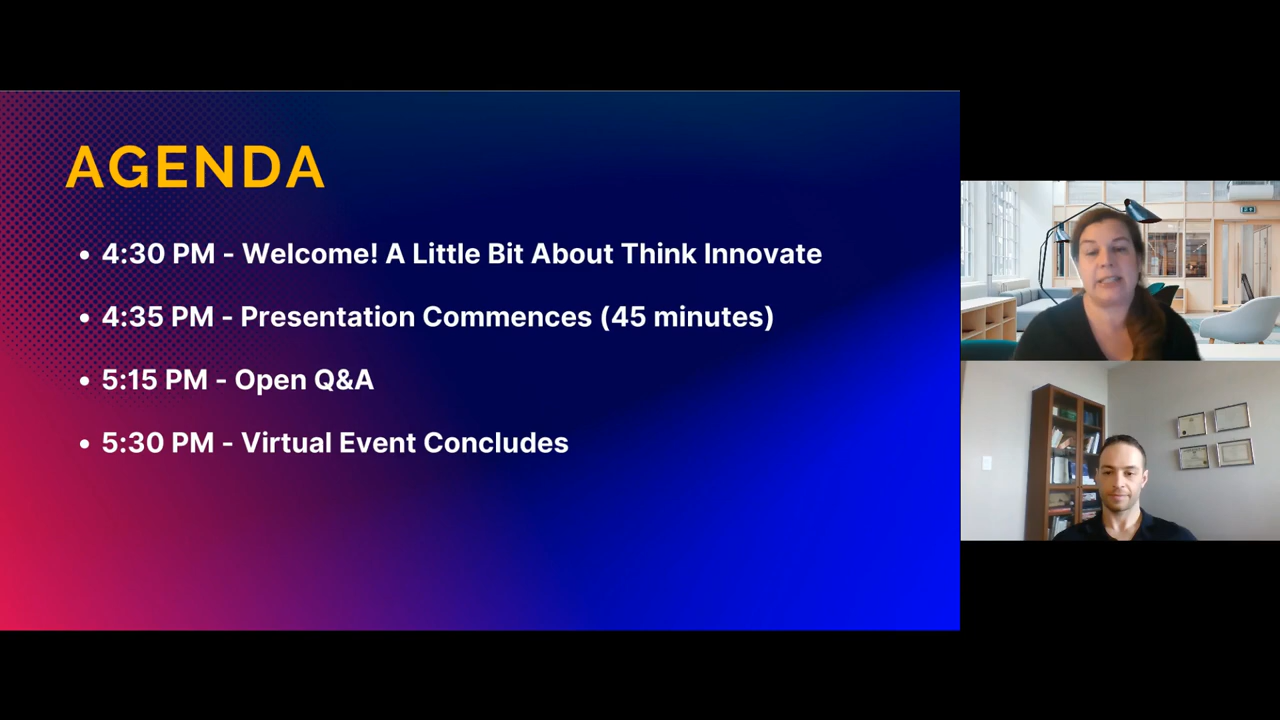 AGENDA
• 4:30 PM - Welcome! A Little Bit About Think Innovate
• 4:35 PM - Presentation Commences (45 minutes)
• 5:15 PM - Open Q&A
• 5:30 PM - Virtual Event Concludes